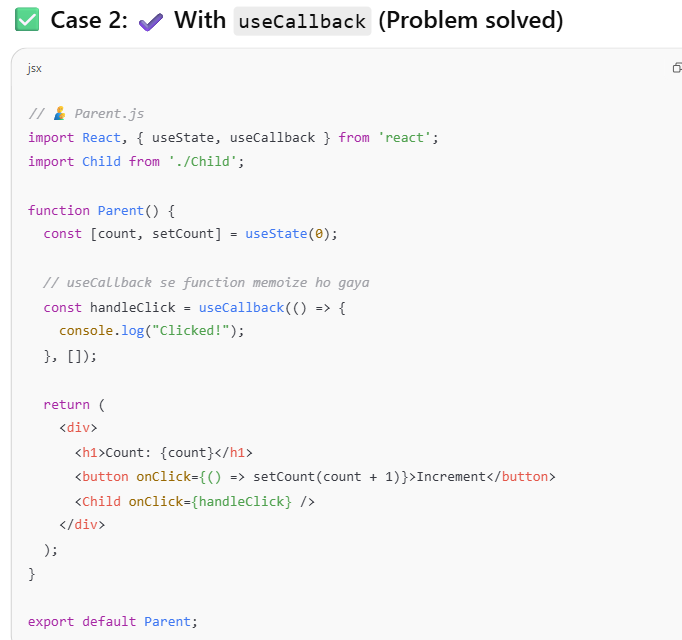 ✅ Case 2: ✔ With useCallback (Problem solved)
jsx
// 🧑‍🦱 Parent.js
import React, { useState, useCallback } from 'react';
import Child from './Child';
function Parent() {
  const [count, setCount] = useState(0);
  // useCallback se function memoize ho gaya
  const handleClick = useCallback(() => {
    console.log("Clicked!");
  }, []);
  return (
    <div>
      <h1>Count: {count}</h1>
      <button onClick={() => setCount(count + 1)}>Increment</button>
      <Child onClick={handleClick} />
    </div>
  );
}
export default Parent;